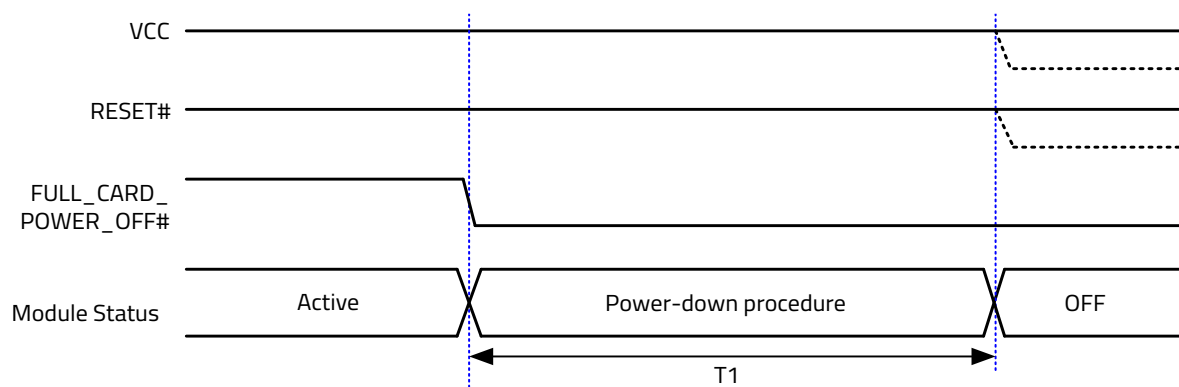 VCC
RESET#
FULL_CARD_
POWER_OFF#
Module Status
Active
Power-down procedure
OFF
T1